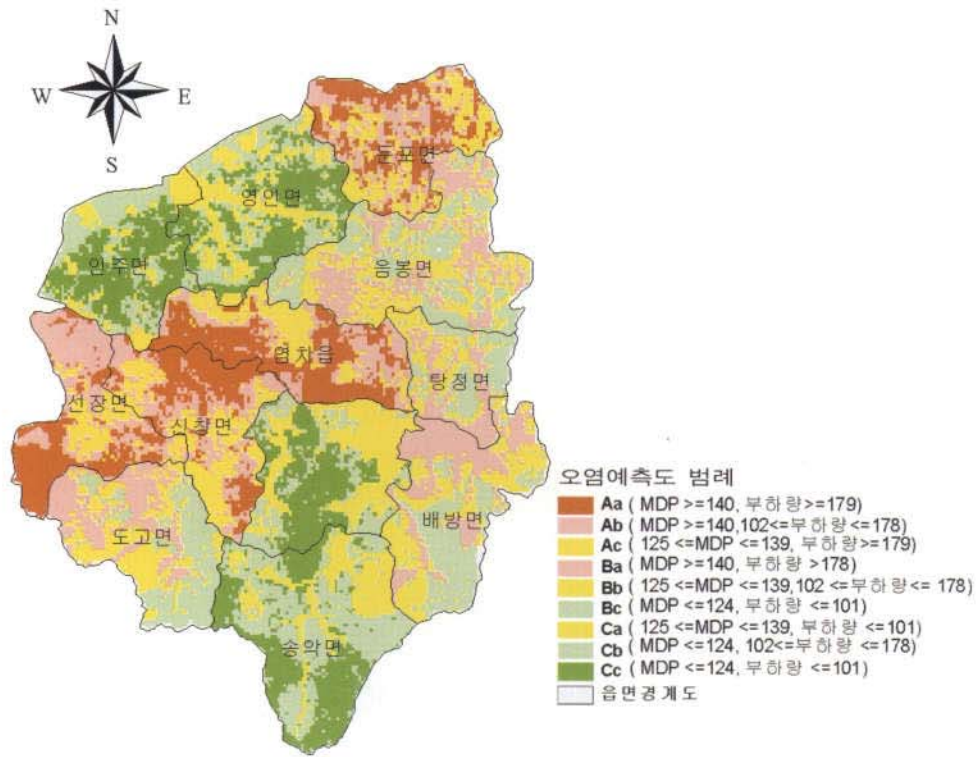 N
W
E
S
둔포면
영인면
인주면
음봉면
염치읍
탕정면
선장면
신창면
배방면
도고면
송악면
오염예측도 범례
Aa ( MDP >=140, 부하량>=179)
Ab ( MDP >=140,102<=부하량 <=178)
Ac ( 125 <=MDP <=139, 부하량>=179)
Ba ( MDP >=140, 부하량 >178)
Bb ( 125 <=MDP <=139,102 <=부하량<= 178)
Bc ( MDP <=124, 부하량 <=101)
Ca ( 125 <=MDP <=139, 부하량 <=101)
Cb ( MDP <=124, 102<=부하량 <=178)
Cc ( MDP <=124, 부하량 <=101)
읍면경계도